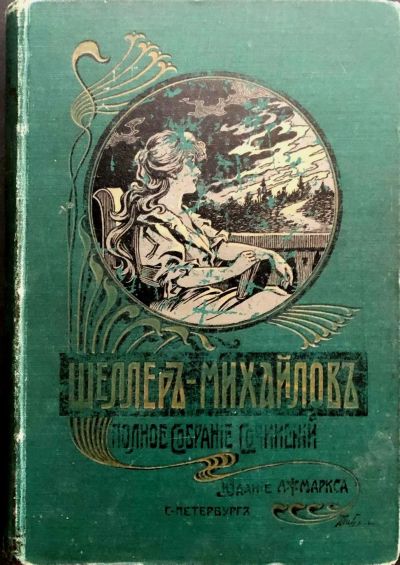 ШЕЛЛЕРЪ-МИХАЙЛОВЪ
ПОЛНОЕ СОБРАНІЕ СОЧИНЕНІЙ
ИЗДАНІЕ А.Ф.МАРКСА
С-ПЕТЕРБУРГЪ